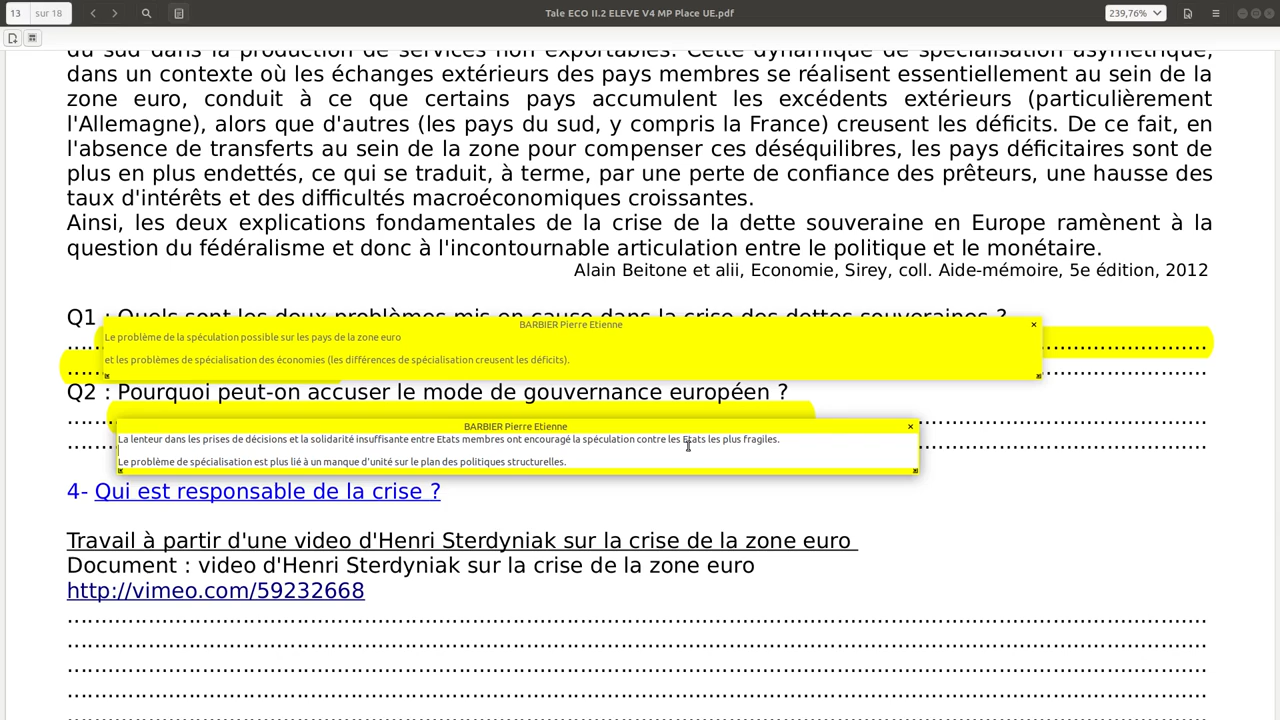 13 sur 18 Tale ECO II.2 ELEVE V4 MP Place UE.pdf 239,76%
du sud dans la production de services non exportables. Cette dynamique de spécialisation asymétrique,
dans un contexte où les échanges extérieurs des pays membres se réalisent essentiellement au sein de la
zone euro, conduit à ce que certains pays accumulent les excédents extérieurs (particulièrement
l'Allemagne), alors que d'autres (les pays du sud, y compris la France) creusent les déficits. De ce fait, en
l'absence de transferts au sein de la zone pour compenser ces déséquilibres, les pays déficitaires sont de
plus en plus endettés, ce qui se traduit, à terme, par une perte de confiance des prêteurs, une hausse des
taux d'intérêts et des difficultés macroéconomiques croissantes.
Ainsi, les deux explications fondamentales de la crise de la dette souveraine en Europe ramènent à la
question du fédéralisme et donc à l'incontournable articulation entre le politique et le monétaire.
Alain Beitone et alii, Economie, Sirey, coll. Aide-mémoire, 5e édition, 2012
Q1 : Quels sont les deux problèmes mis en cause dans la crise des dettes souveraines ?
BARBIER Pierre Etienne
Le problème de la spéculation possible sur les pays de la zone euro
et les problèmes de spécialisation des économies (les différences de spécialisation creusent les déficits).
Q2 : Pourquoi peut-on accuser le mode de gouvernance européen ?
BARBIER Pierre Etienne
La lenteur dans les prises de décisions et la solidarité insuffisante entre Etats membres ont encouragé la spéculation contre les Etats les plus fragiles.
Le problème de spécialisation est plus lié à un manque d'unité sur le plan des politiques structurelles.
4- Qui est responsable de la crise ?
Travail à partir d'une video d'Henri Sterdyniak sur la crise de la zone euro
Document : video d'Henri Sterdyniak sur la crise de la zone euro
http://vimeo.com/59232668